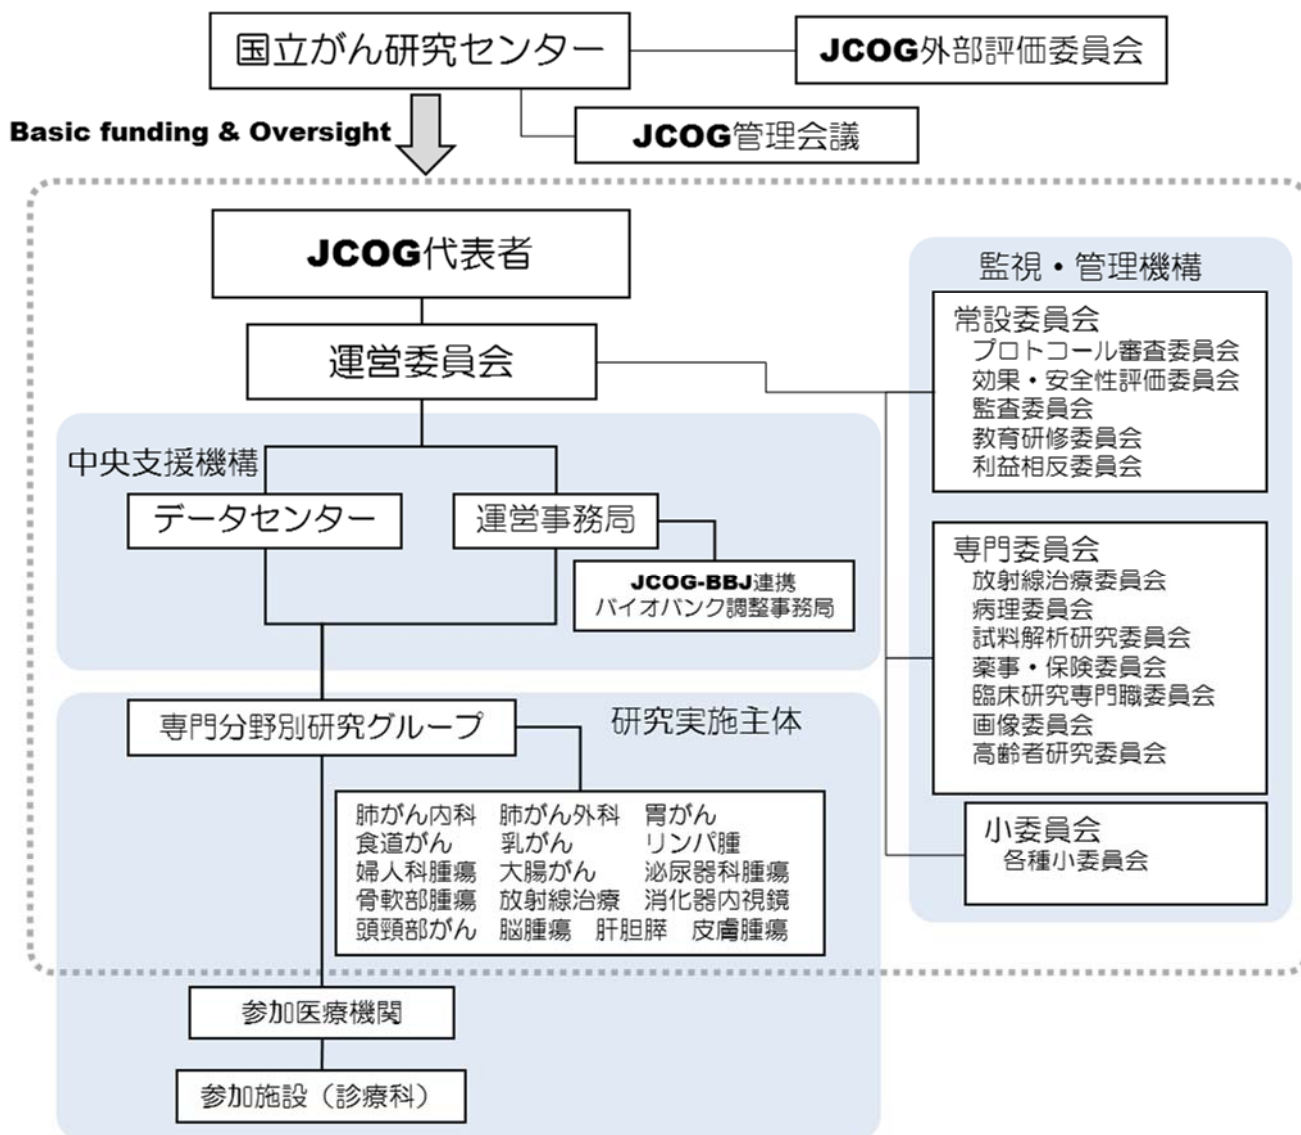 国立がん研究センター
JCOG外部評価委員会
Basic funding & Oversight
JCOG管理会議
JCOG代表者
運営委員会
監視・管理機構
常設委員会
プロトコール審査委員会
効果・安全性評価委員会
監査委員会
教育研修委員会
利益相反委員会
中央支援機構
データセンター
運営事務局
JCOG-BBJ連携
バイオバンク調整事務局
専門委員会
放射線治療委員会
病理委員会
試料解析研究委員会
薬事・保険委員会
臨床研究専門職委員会
画像委員会
高齢者研究委員会
小委員会
各種小委員会
専門分野別研究グループ
研究実施主体
肺がん内科 肺がん外科 胃がん
食道がん 乳がん リンパ腫
婦人科腫瘍 大腸がん 泌尿器科腫瘍
骨軟部腫瘍 放射線治療 消化器内視鏡
頭頸部がん 脳腫瘍 肝胆膵 皮膚腫瘍
参加医療機関
参加施設（診療科）